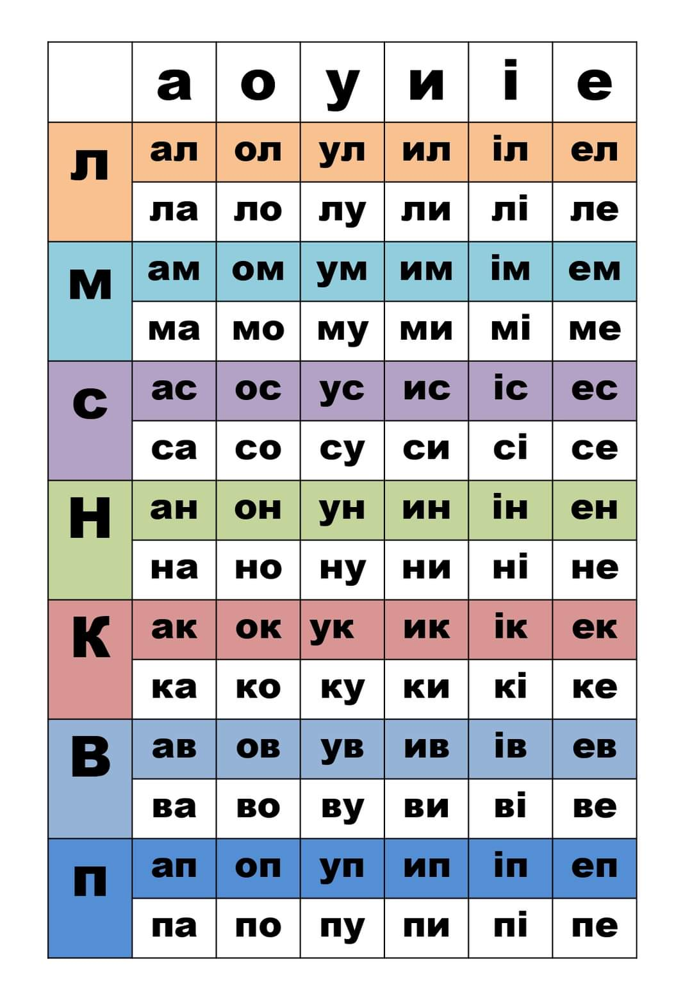 а о у и і е
л ал ол ул ил іл ел
ла ло лу ли лі ле
м ам ом ум им ім ем
ма мо му ми мі ме
с ас ос ус ис іс ес
са со су си сі се
Н ан он ун ин ін ен
на но ну ни ні не
К ак ок ук ик ік ек
ка ко ку ки кі ке
В ав ов ув ив ів ев
ва во ву ви ві ве
п ап оп уп ип іп еп
па по пу пи пі пе